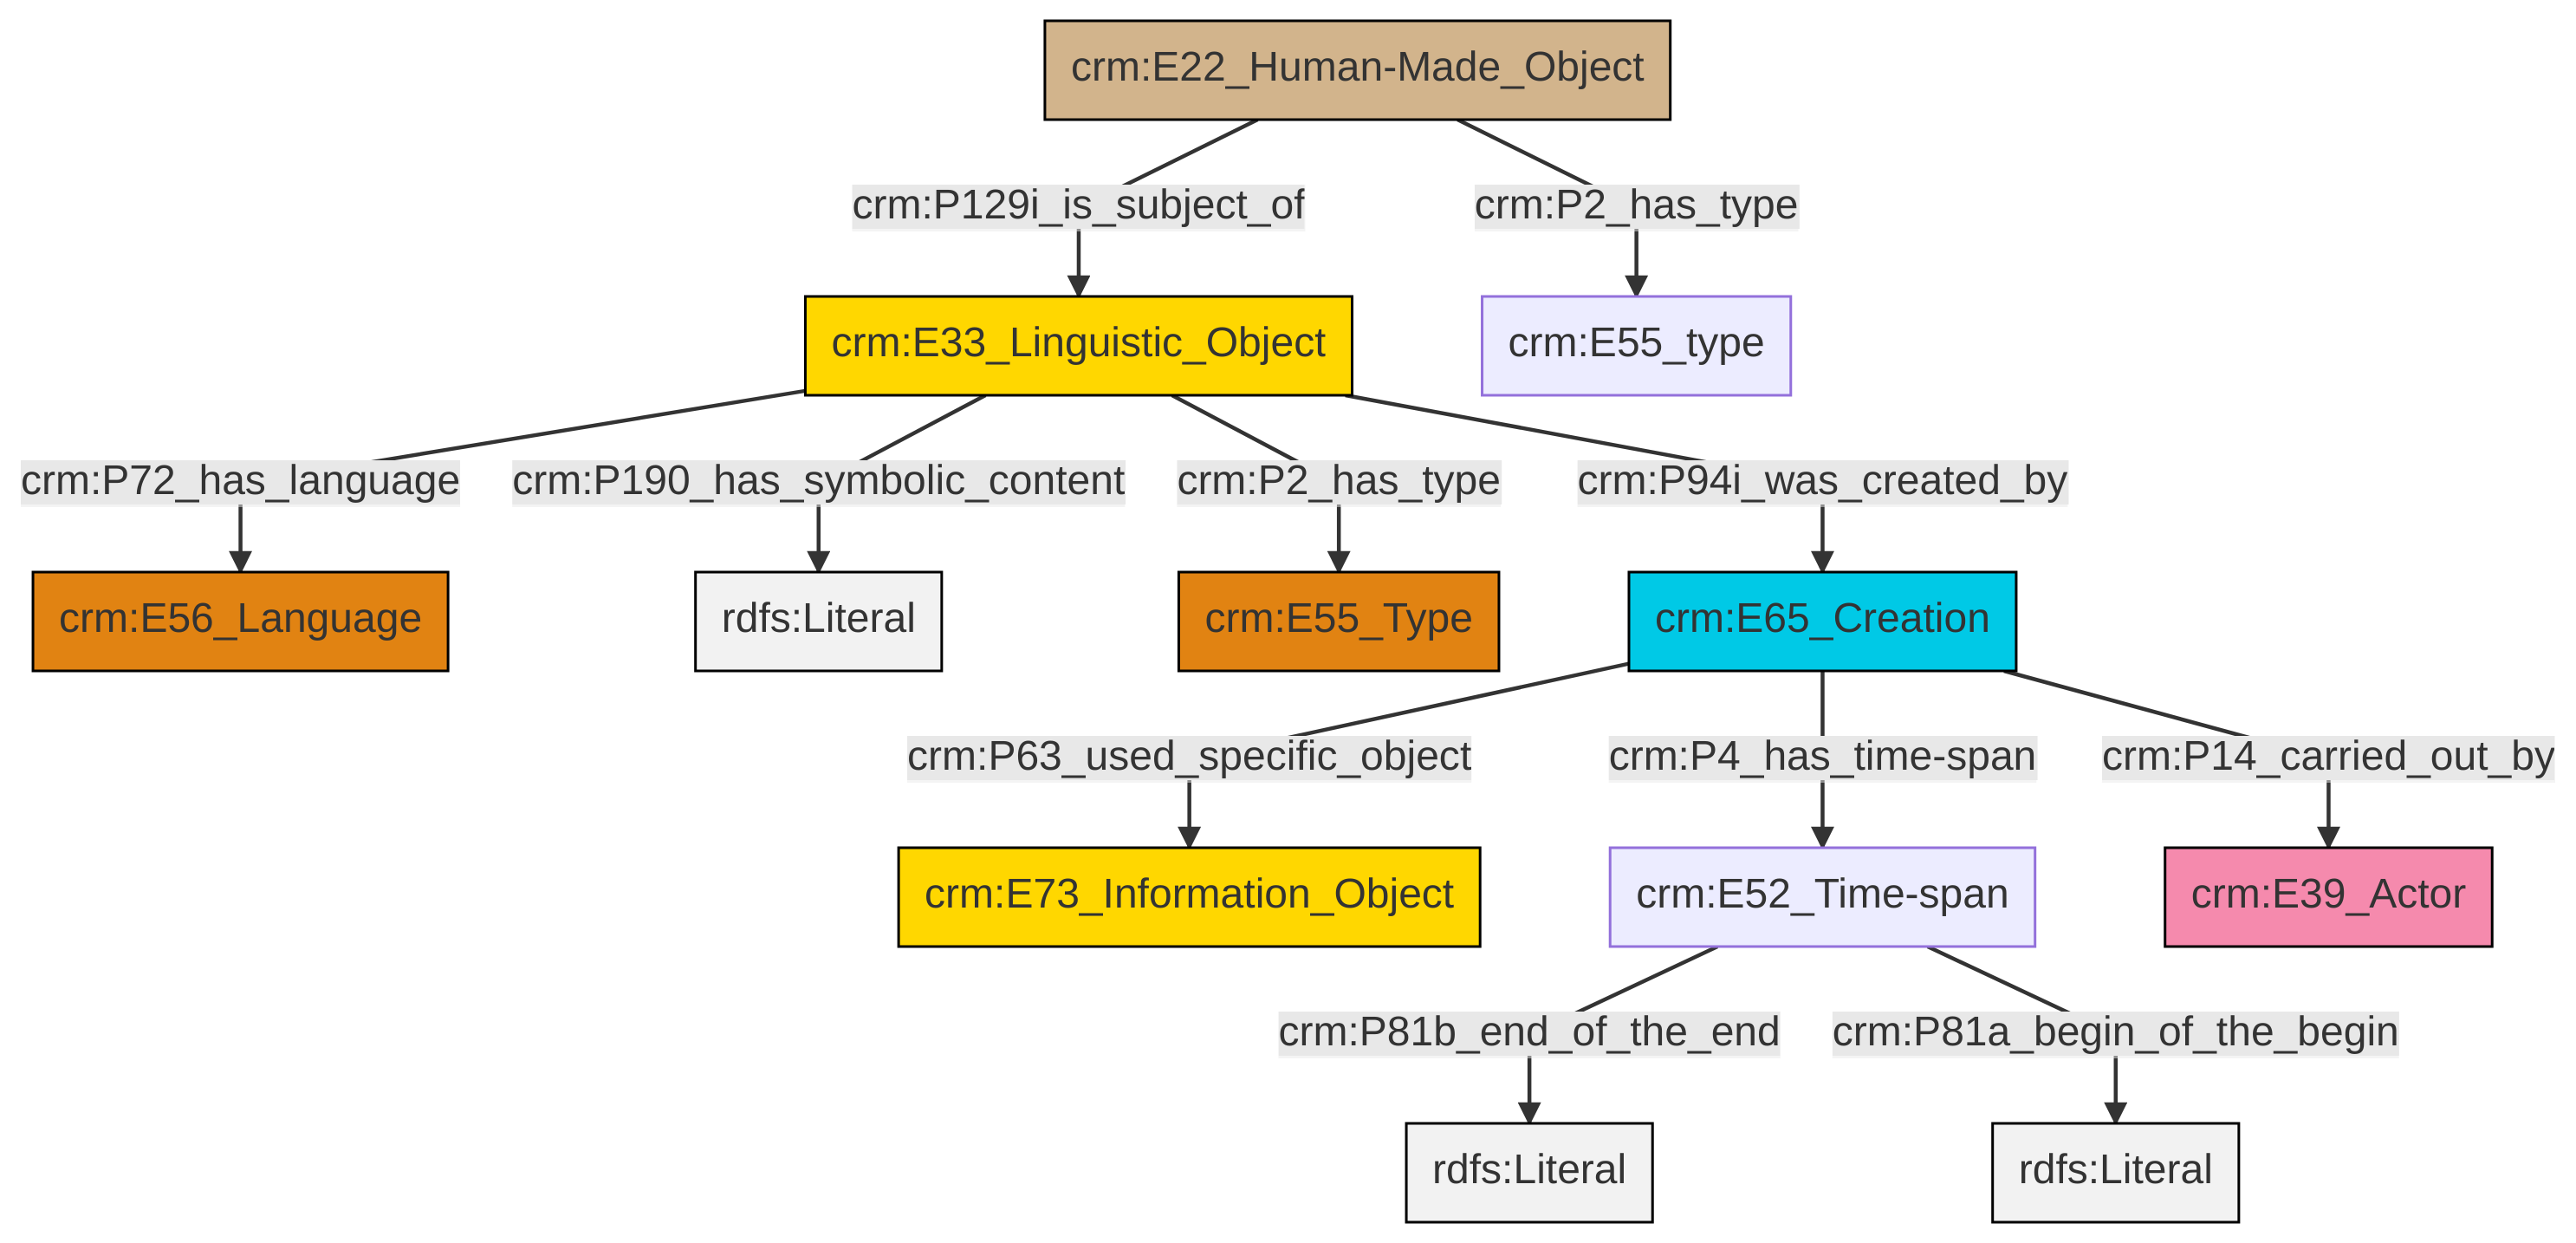 crm:E22_Human-Made_Object
crm:P129i_is_subject_of
crm:P2_has_type
crm:E33_Linguistic_Object
crm:E55_type
crm:P72_has_language
crm:P190_has_symbolic_content
crm:P2_has_type
crm:P94i_was_created_by
crm:E56_Language
rdfs:Literal
crm:E55_Type
crm:E65_Creation
crm:P63_used_specific_object
crm:P4_has_time-span
crm:P14_carried_out_by
crm:E73_Information_Object
crm:E52_Time-span
crm:E39_Actor
crm:P81b_end_of_the_end
crm:P81a_begin_of_the_begin
rdfs:Literal
rdfs:Literal